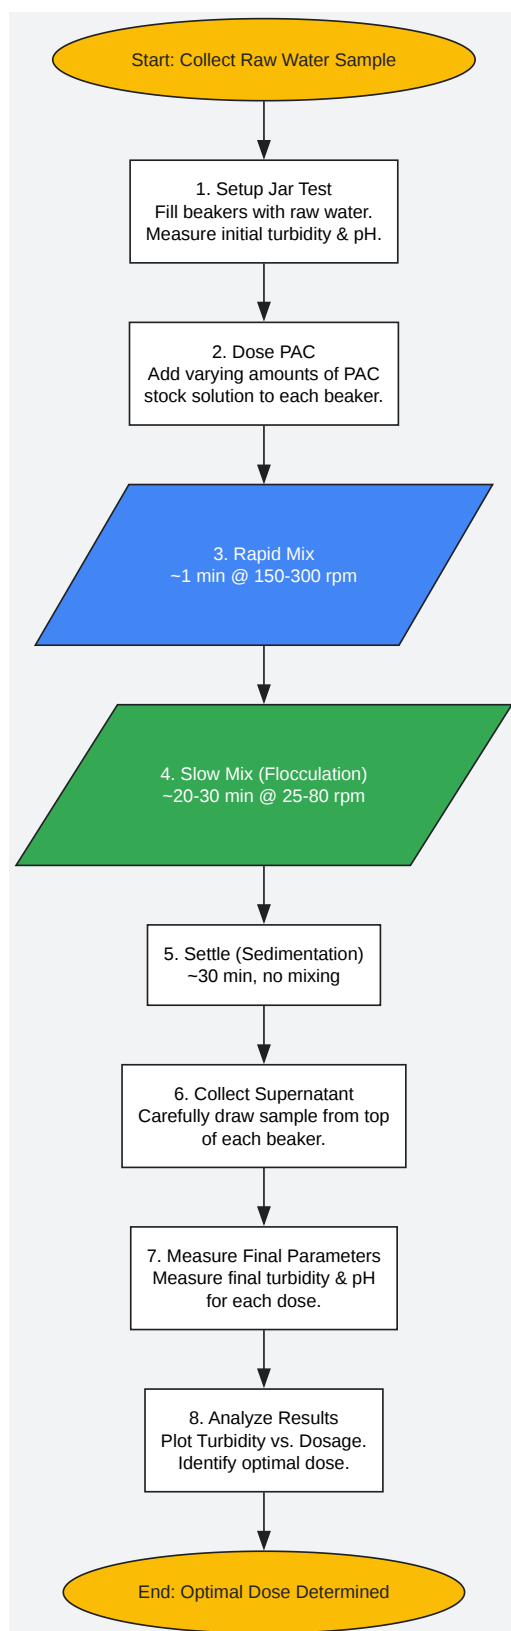 Start: Collect Raw Water Sample
1. Setup Jar Test
Fill beakers with raw water.
Measure initial turbidity & pH.
2. Dose PAC
Add varying amounts of PAC
stock solution to each beaker.
3. Rapid Mix
~1 min @ 150-300 rpm
4. Slow Mix (Flocculation)
~20-30 min @ 25-80 rpm
5. Settle (Sedimentation)
~30 min, no mixing
6. Collect Supernatant
Carefully draw sample from top
of each beaker.
7. Measure Final Parameters
Measure final turbidity & pH
for each dose.
8. Analyze Results
Plot Turbidity vs. Dosage.
Identify optimal dose.
End: Optimal Dose Determined